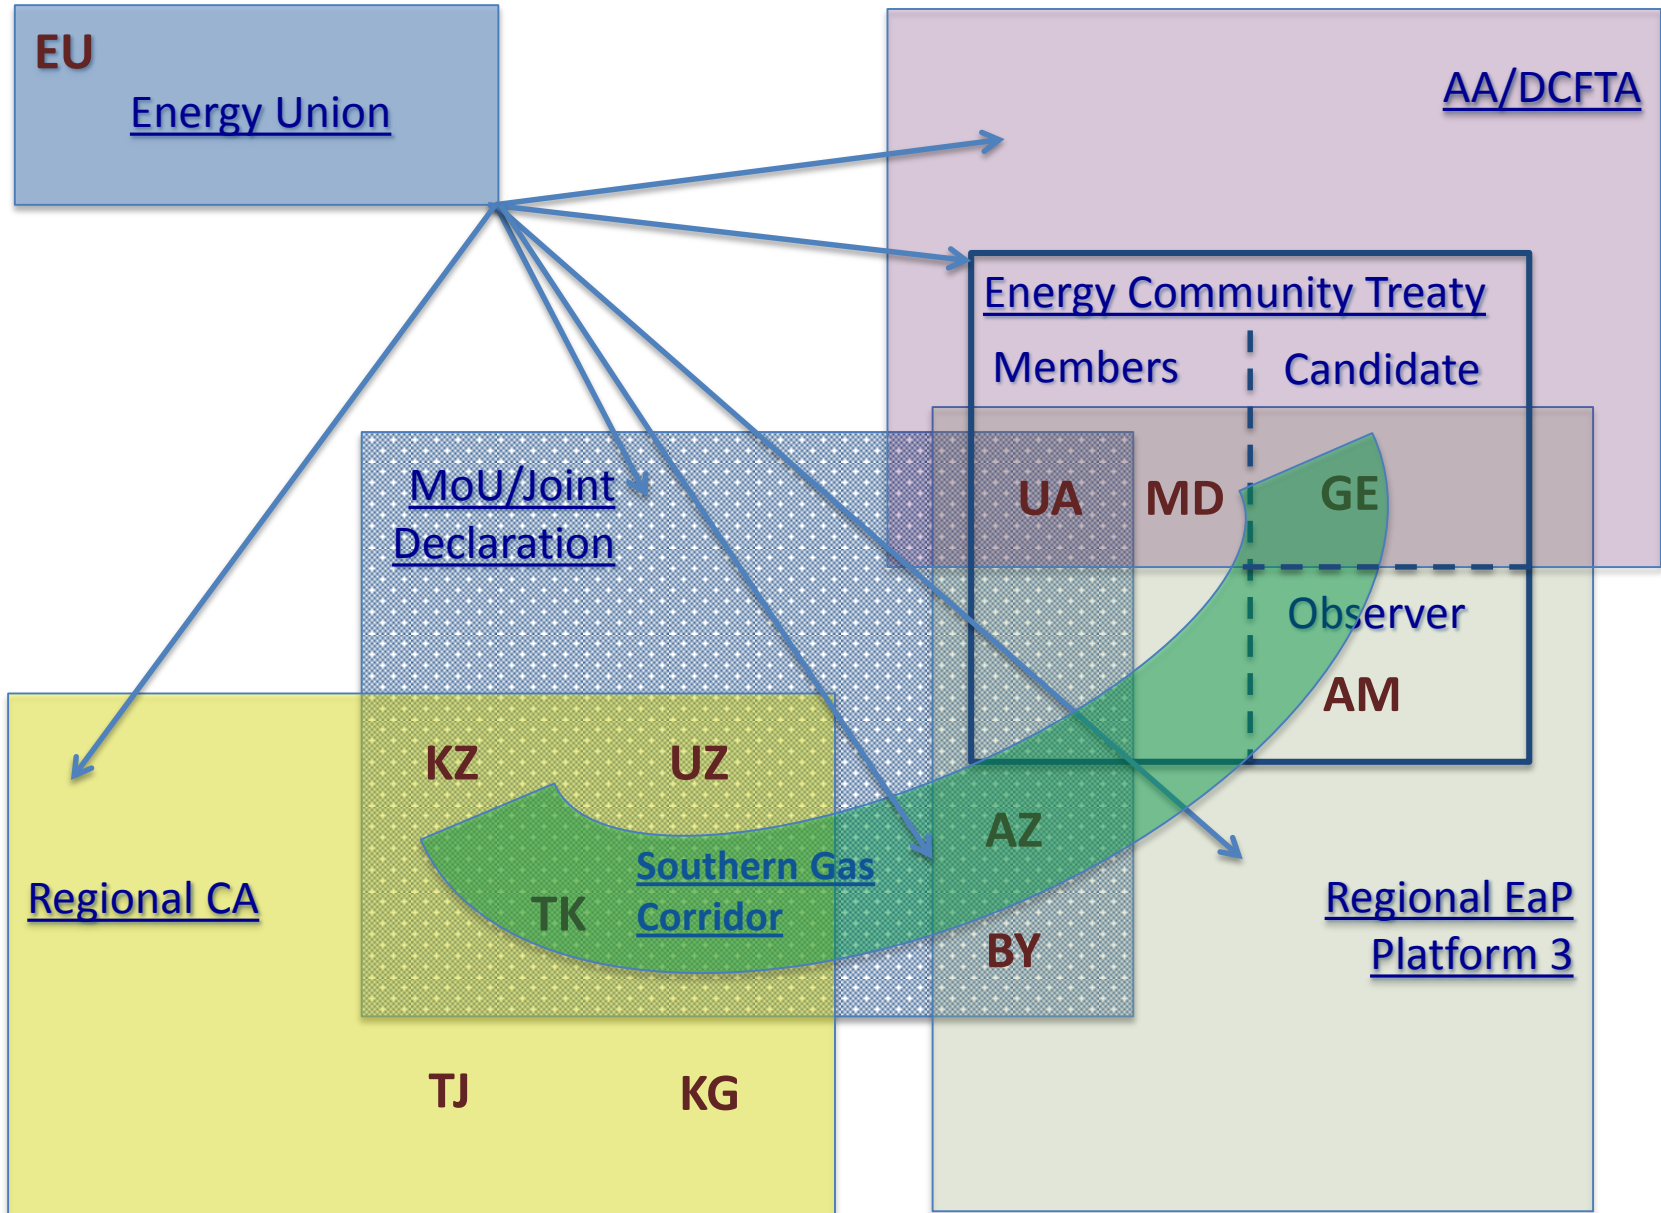 EU
Energy Union
AA/DCFTA
Energy Community Treaty
Members
Candidate
MoU/Joint
Declaration
UA
MD
GE
Observer
AM
KZ
UZ
AZ
Southern Gas
Corridor
TK
Regional CA
BY
Regional EaP
Platform 3
TJ
KG